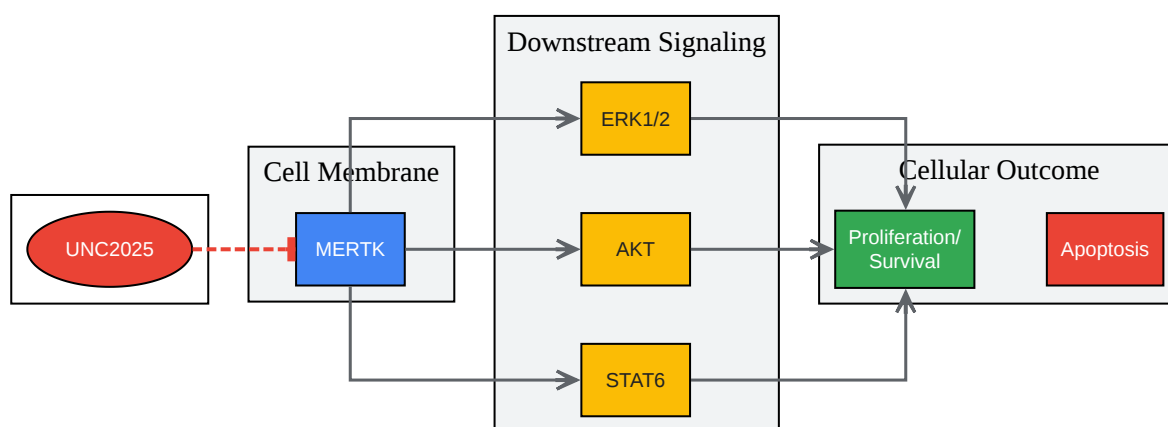 Downstream Signaling
ERK1/2
Cell Membrane
Cellular Outcome
UNC2025
MERTK
AKT
Proliferation/
Survival
Apoptosis
STAT6